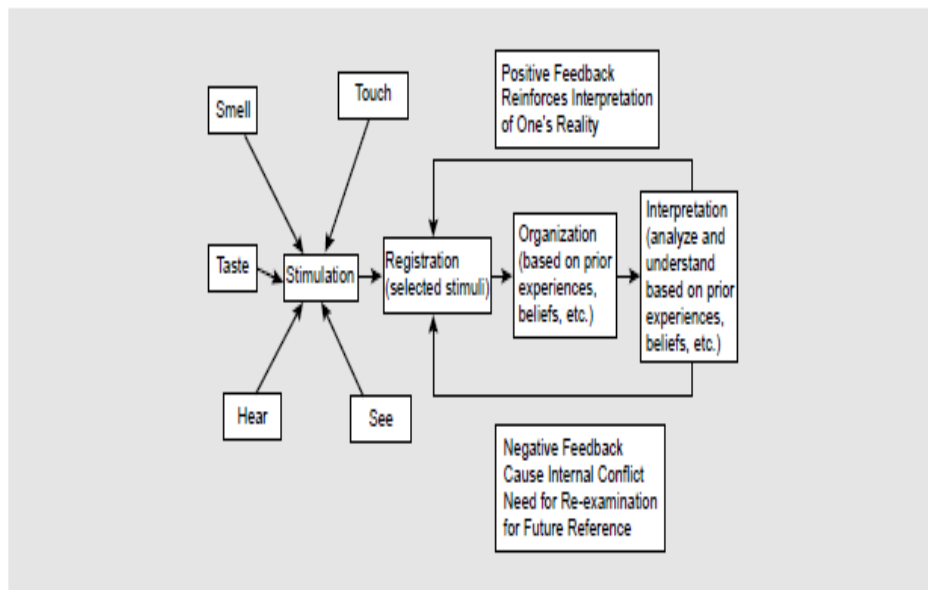 Positive Feedback
Reinforces Interpretation
of One's Reality
Touch
Smell
Interpretation
(analyze and
understand
based on prior
experiences,
beliefs, etc.)
Organization
(based on prior
experiences,
beliefs, etc.)
Registration
(selected stimuli)
Taste
Stimulation
Hear
See
Negative Feedback
Cause Internal Conflict
Need for Re-examination
for Future Reference